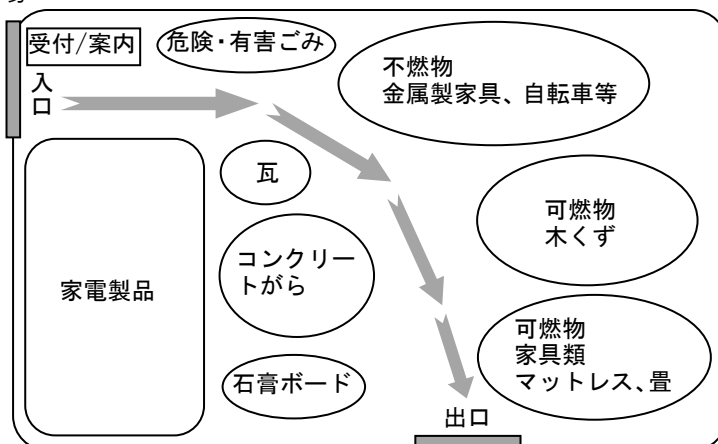 受付/案内
危険・有害ごみ
不燃物
金属製家具、自転車等
入
口
瓦
可燃物
木くず
コンクリー
トがら
家電製品
可燃物
家具類
マットレス、畳
石膏ボード
出口